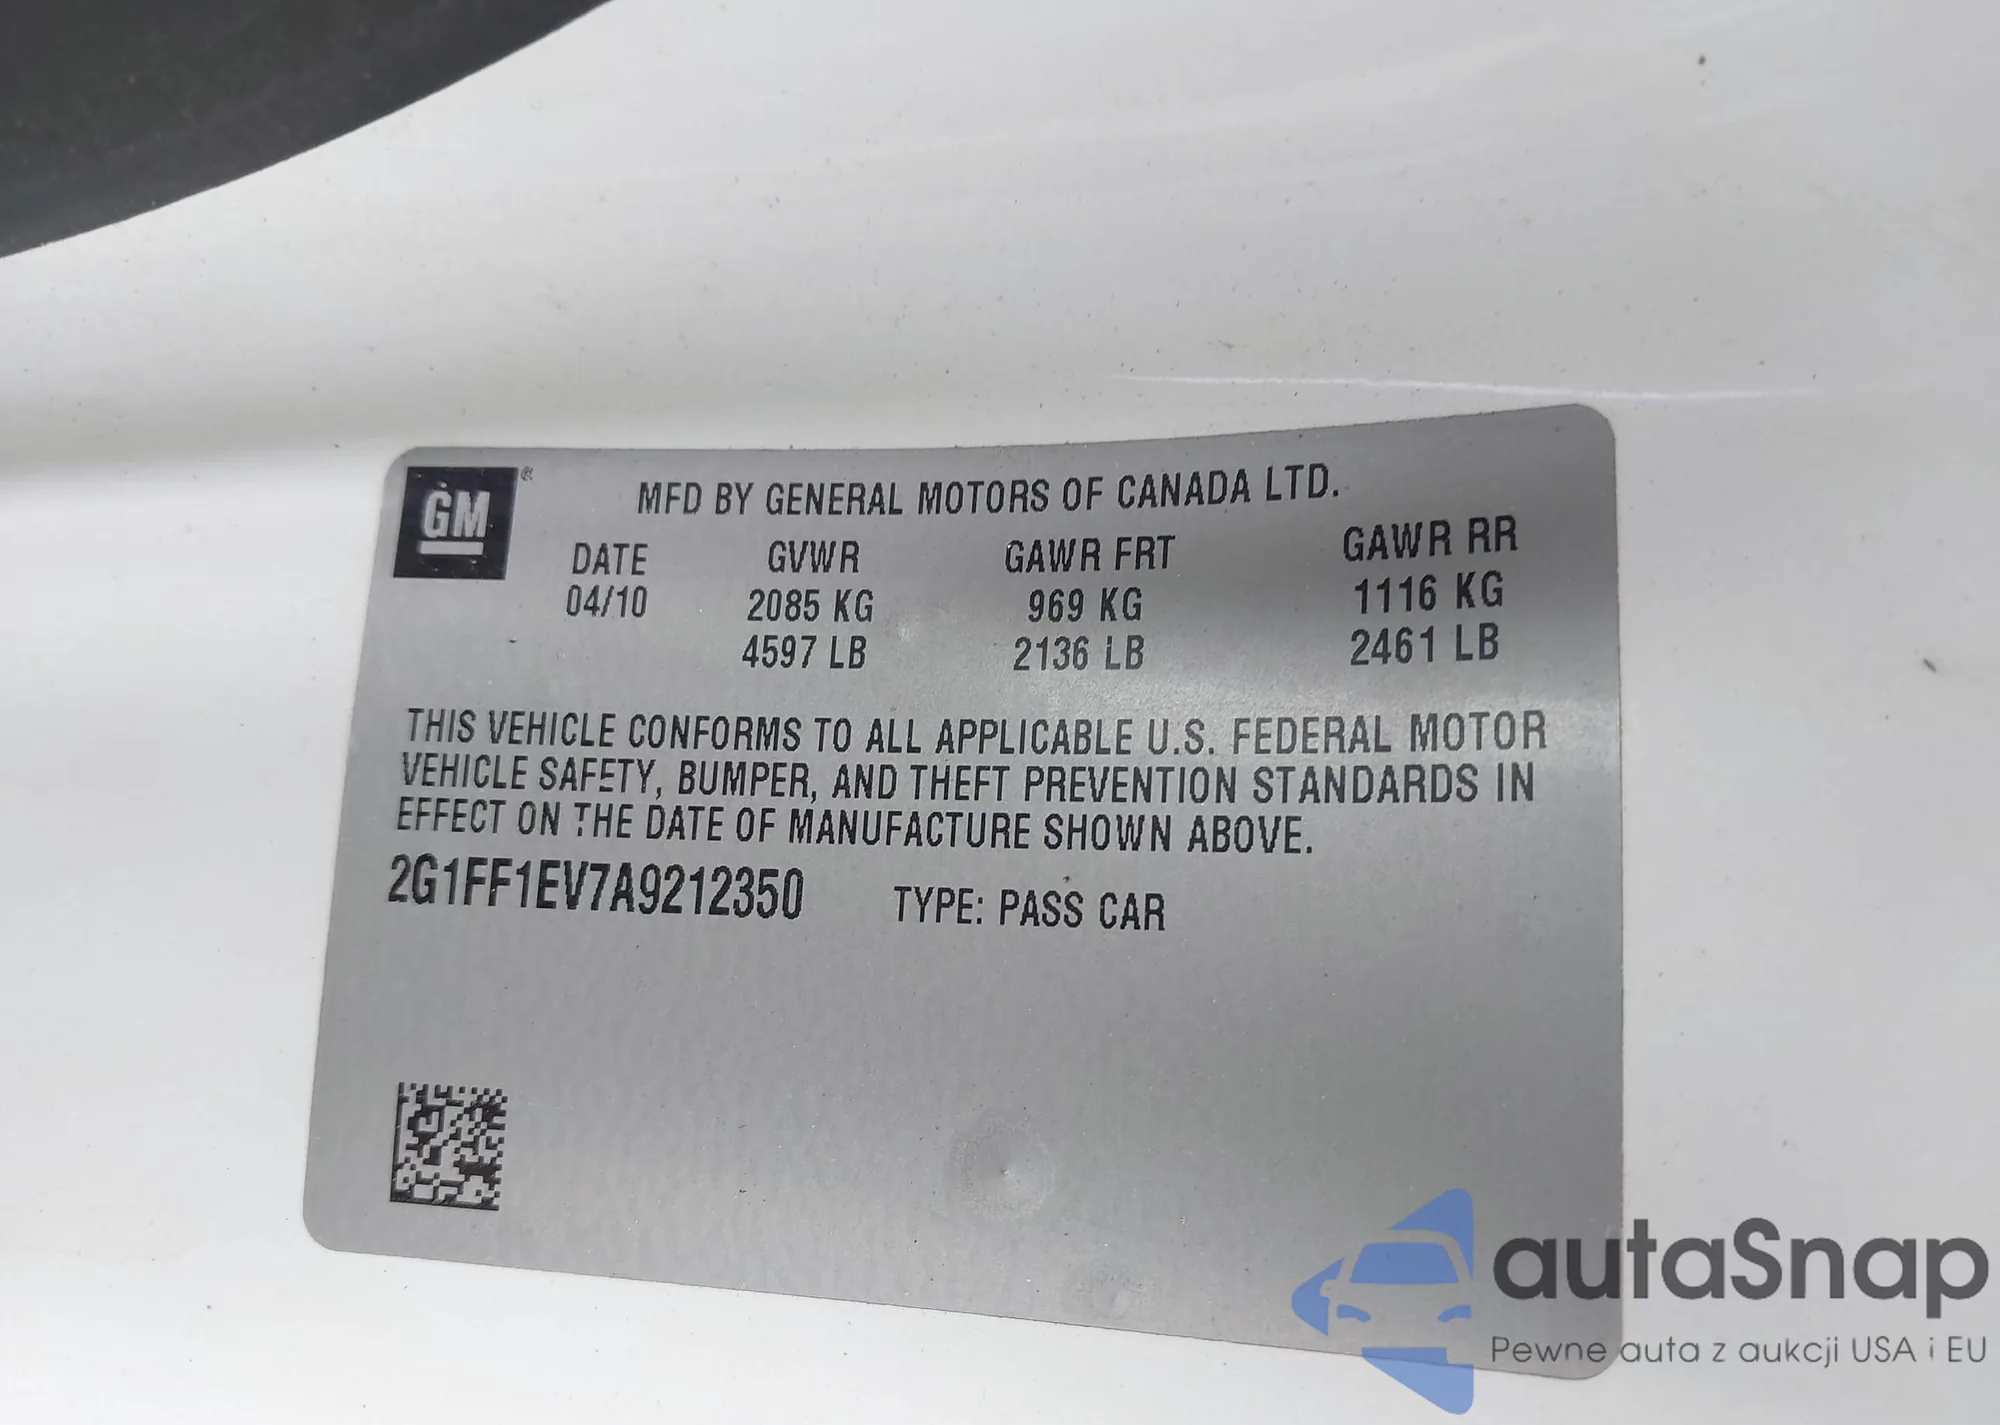 GM ®
MFD BY GENERAL MOTORS OF CANADA LTD.
DATE GVWR GAWR FRT GAWR RR
04/10 2085 KG 969 KG 1116 KG
4597 LB 2136 LB 2461 LB
THIS VEHICLE CONFORMS TO ALL APPLICABLE U.S. FEDERAL MOTOR
VEHICLE SAFETY, BUMPER, AND THEFT PREVENTION STANDARDS IN
EFFECT ON THE DATE OF MANUFACTURE SHOWN ABOVE.
2G1FF1EV7A9212350 TYPE: PASS CAR
autaSnap
Pewne auta z aukcji USA i EU